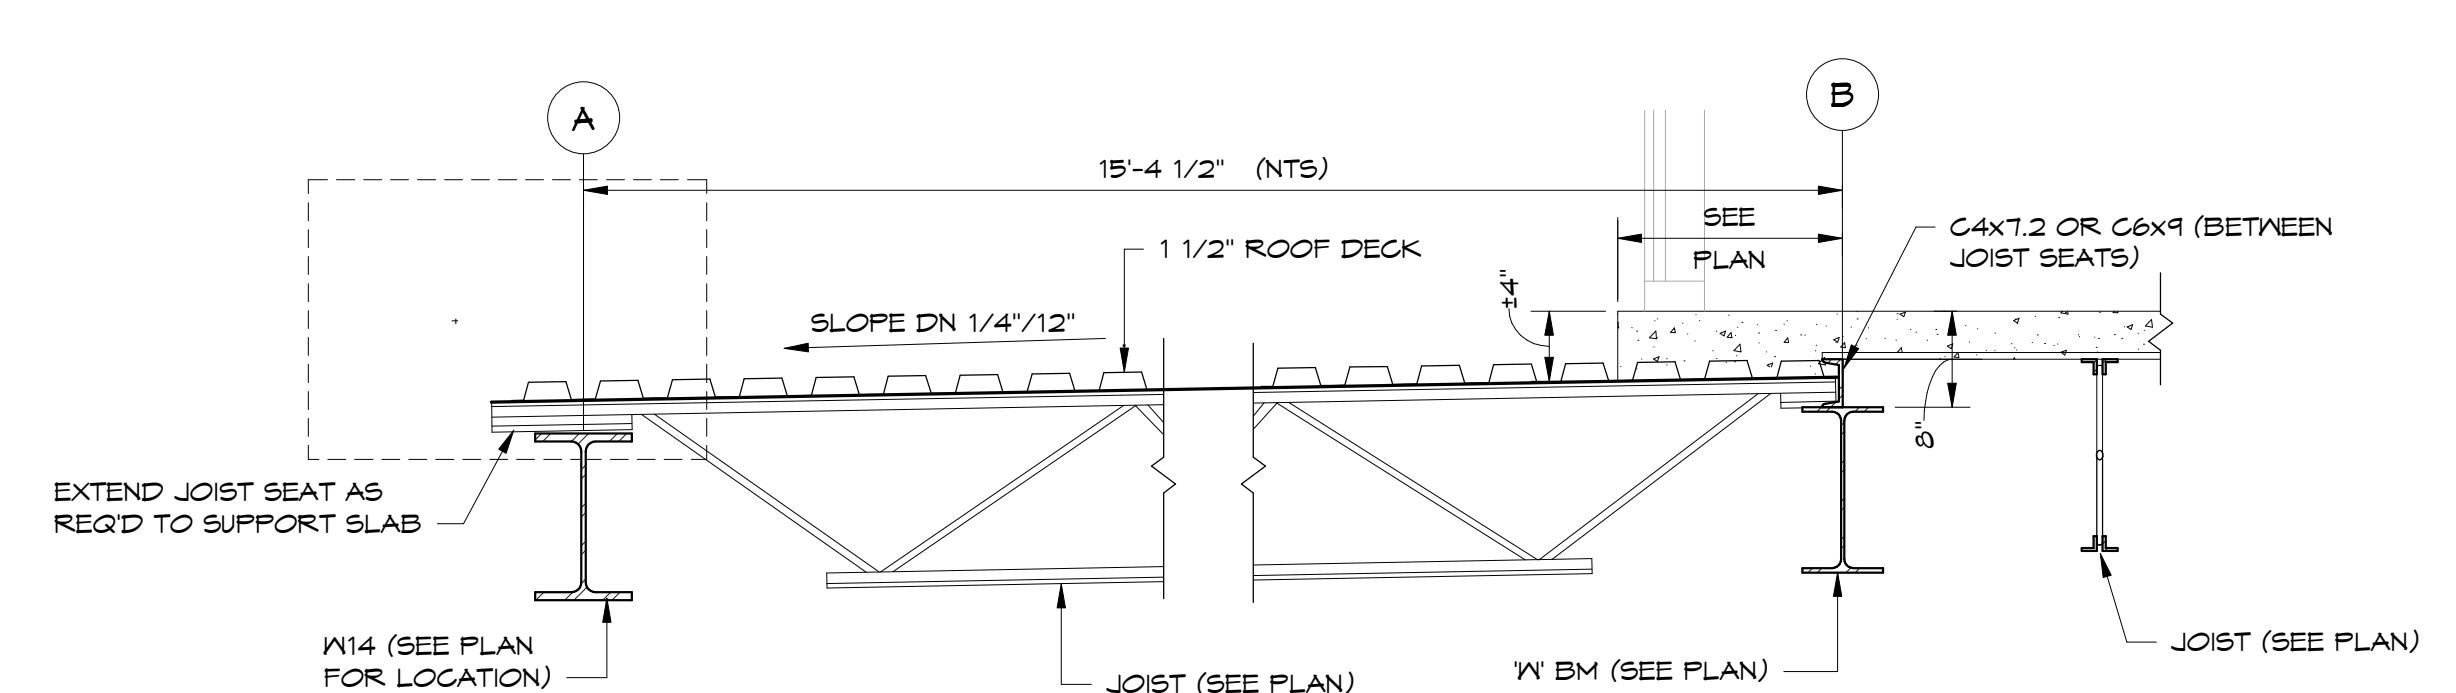 A
B
15'-4 1/2" (NTS)
SEE
PLAN
C4x7.2 OR C6x9 (BETWEEN
JOIST SEATS)
1 1/2" ROOF DECK
±4"
SLOPE DN 1/4"/12"
8"
EXTEND JOIST SEAT AS
REQ'D TO SUPPORT SLAB
W14 (SEE PLAN
FOR LOCATION)
JOIST (SEE PLAN)
'W' BM (SEE PLAN)
JOIST (SEE PLAN)